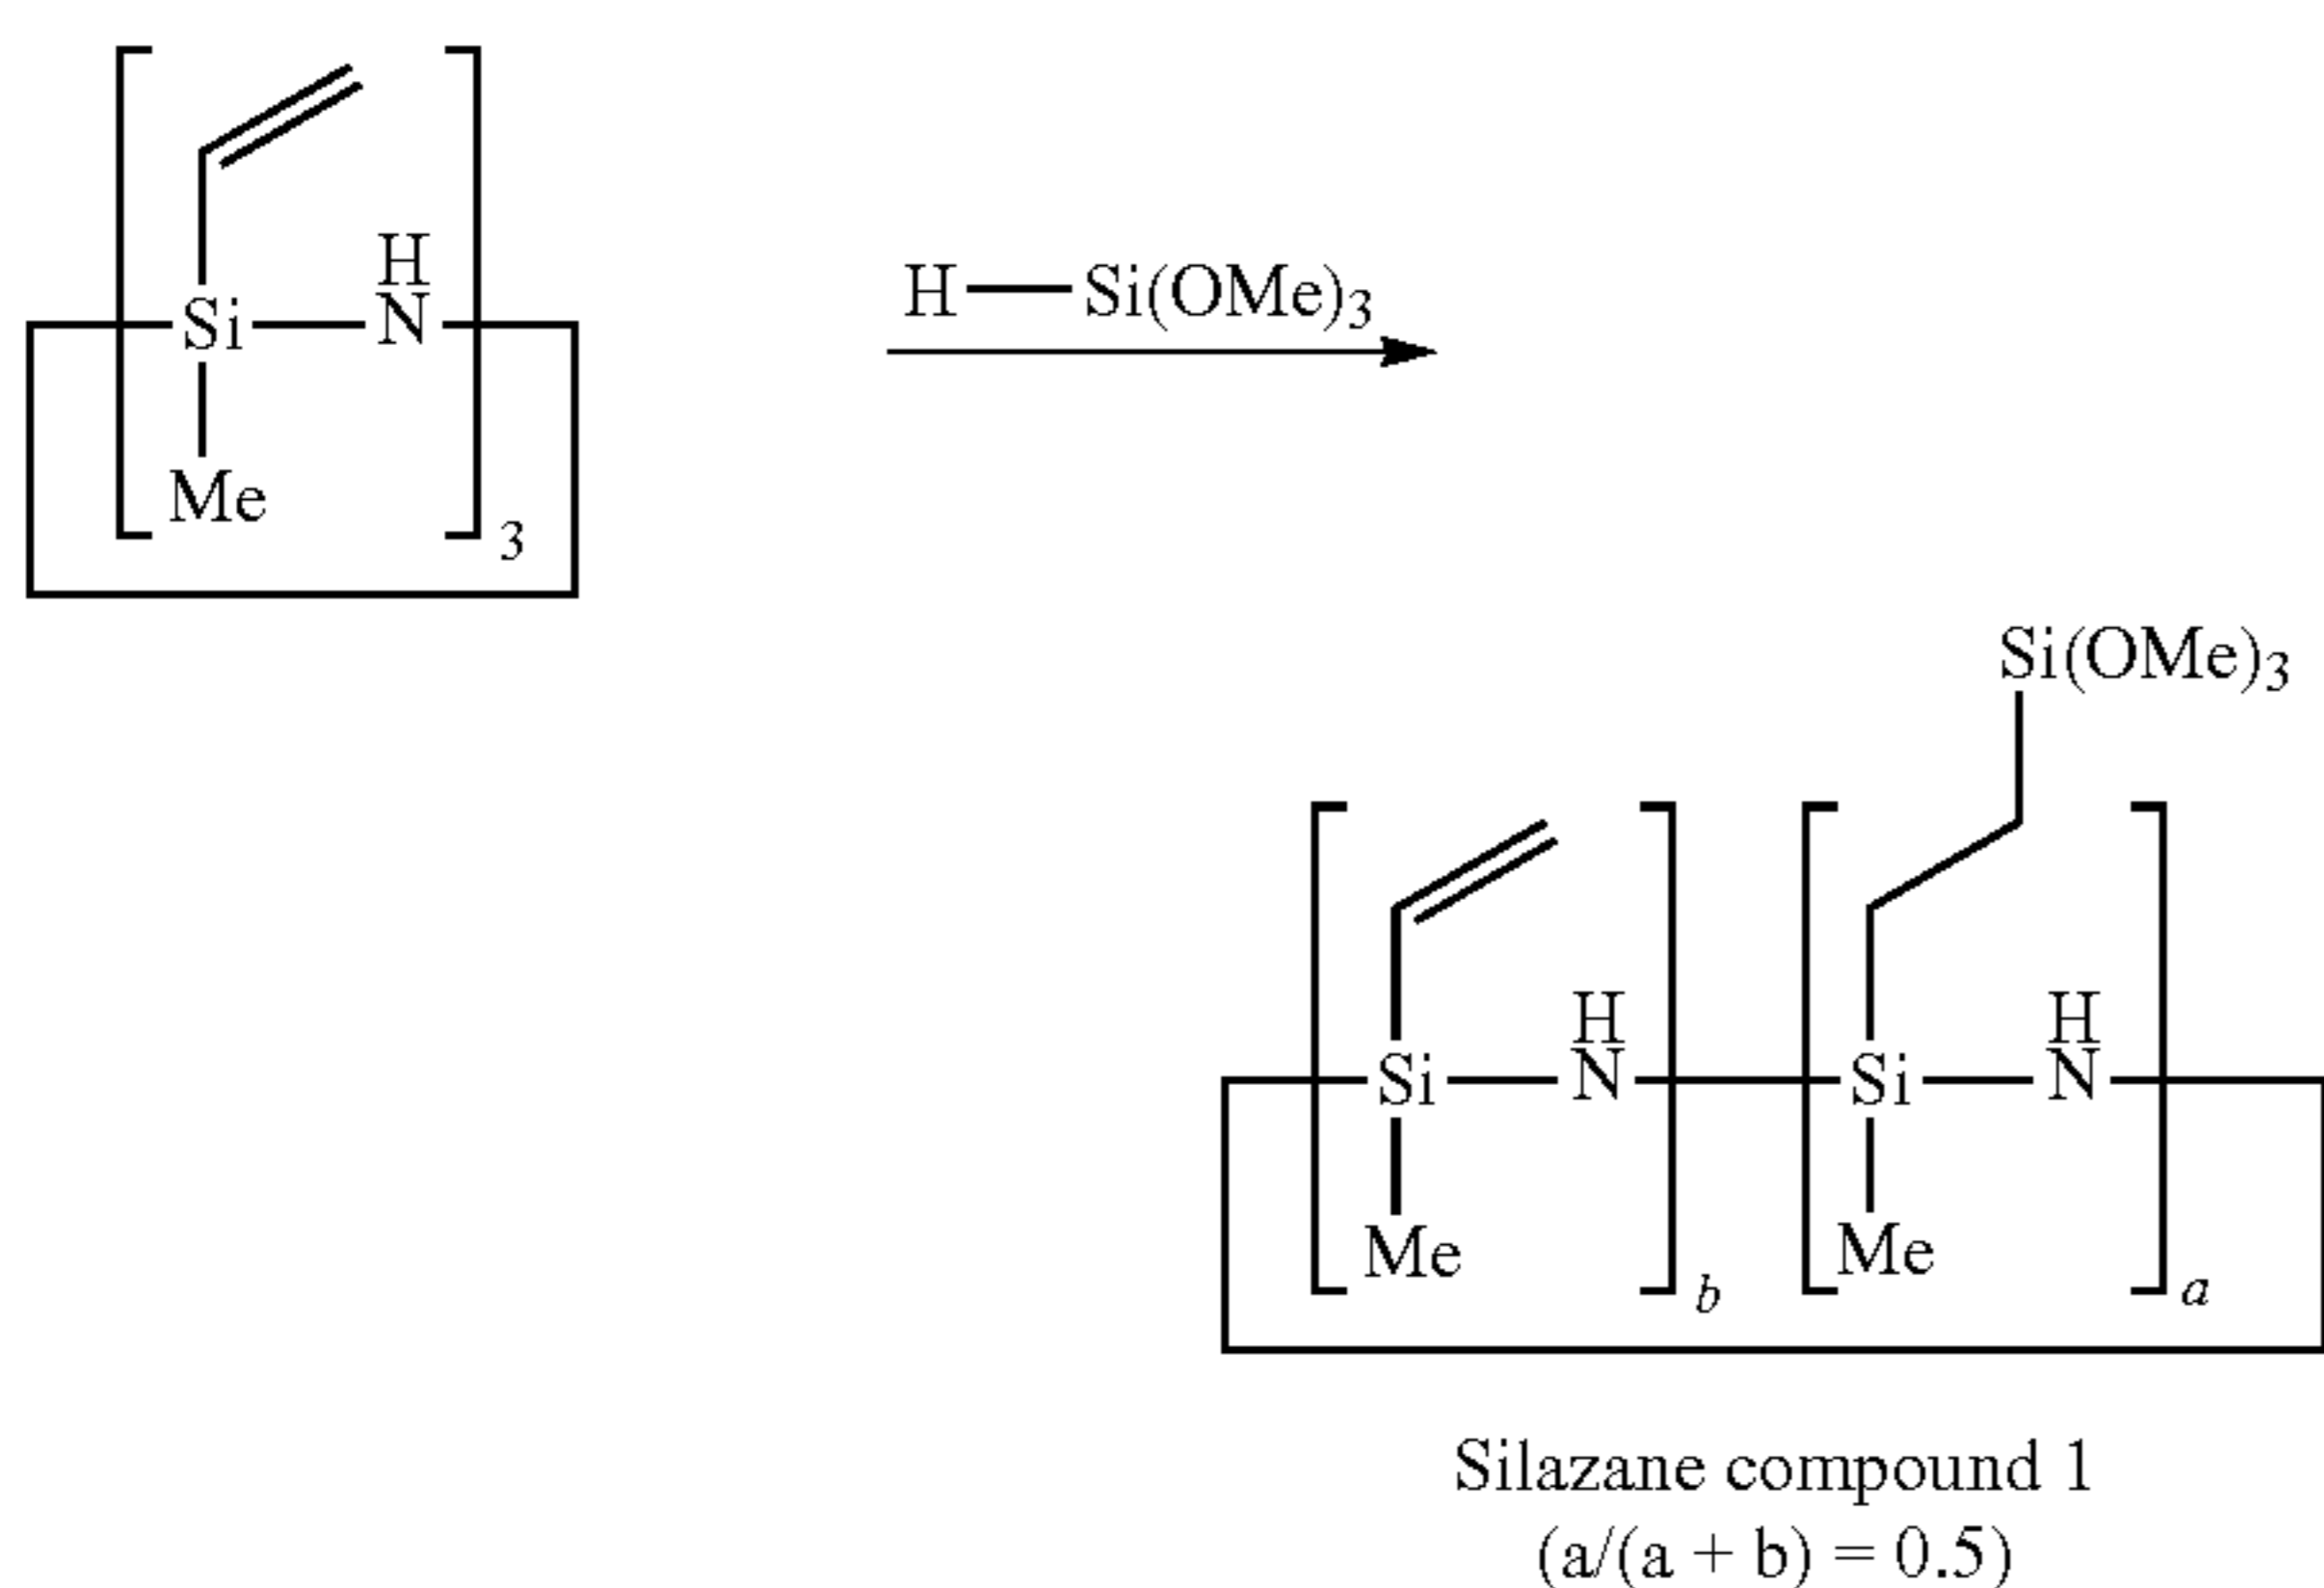 H
Si N
Me
3
H—Si(OMe)3
Si(OMe)3
H H
Si N Si N
Me Me
b a
Silazane compound 1
(a/(a + b) = 0.5)